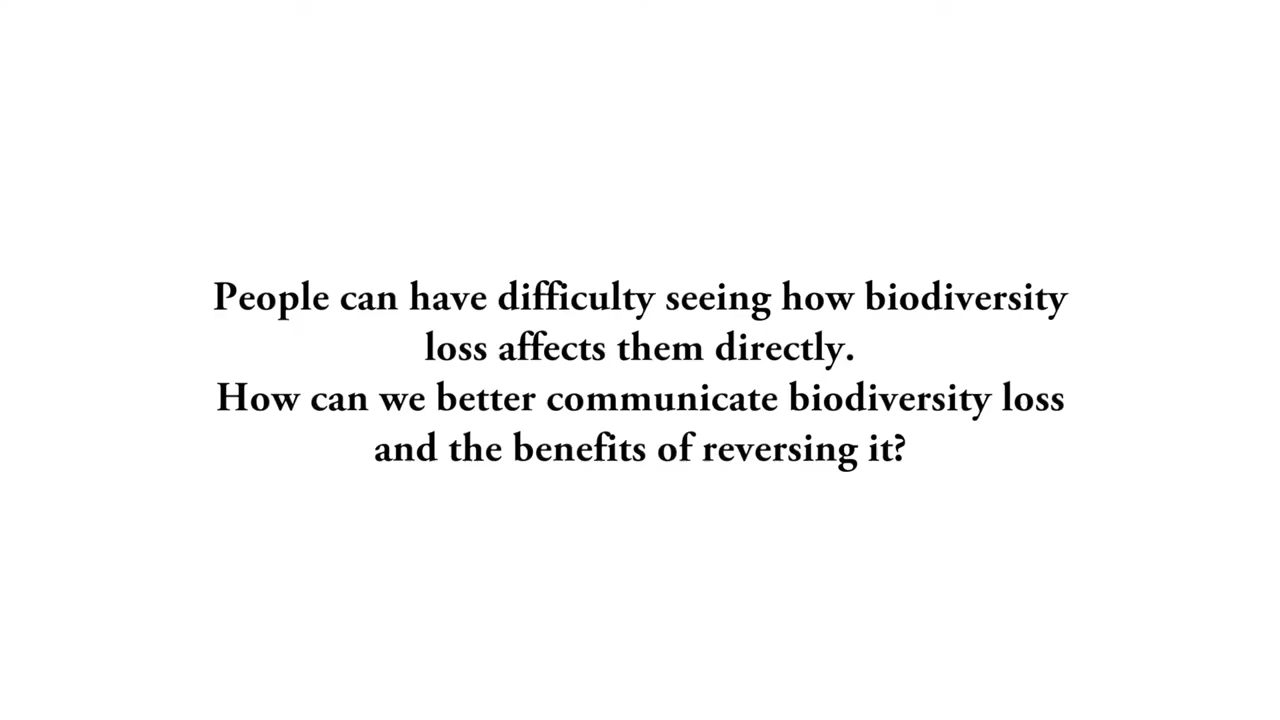 People can have difficulty seeing how biodiversity
loss affects them directly.
How can we better communicate biodiversity loss
and the benefits of reversing it?